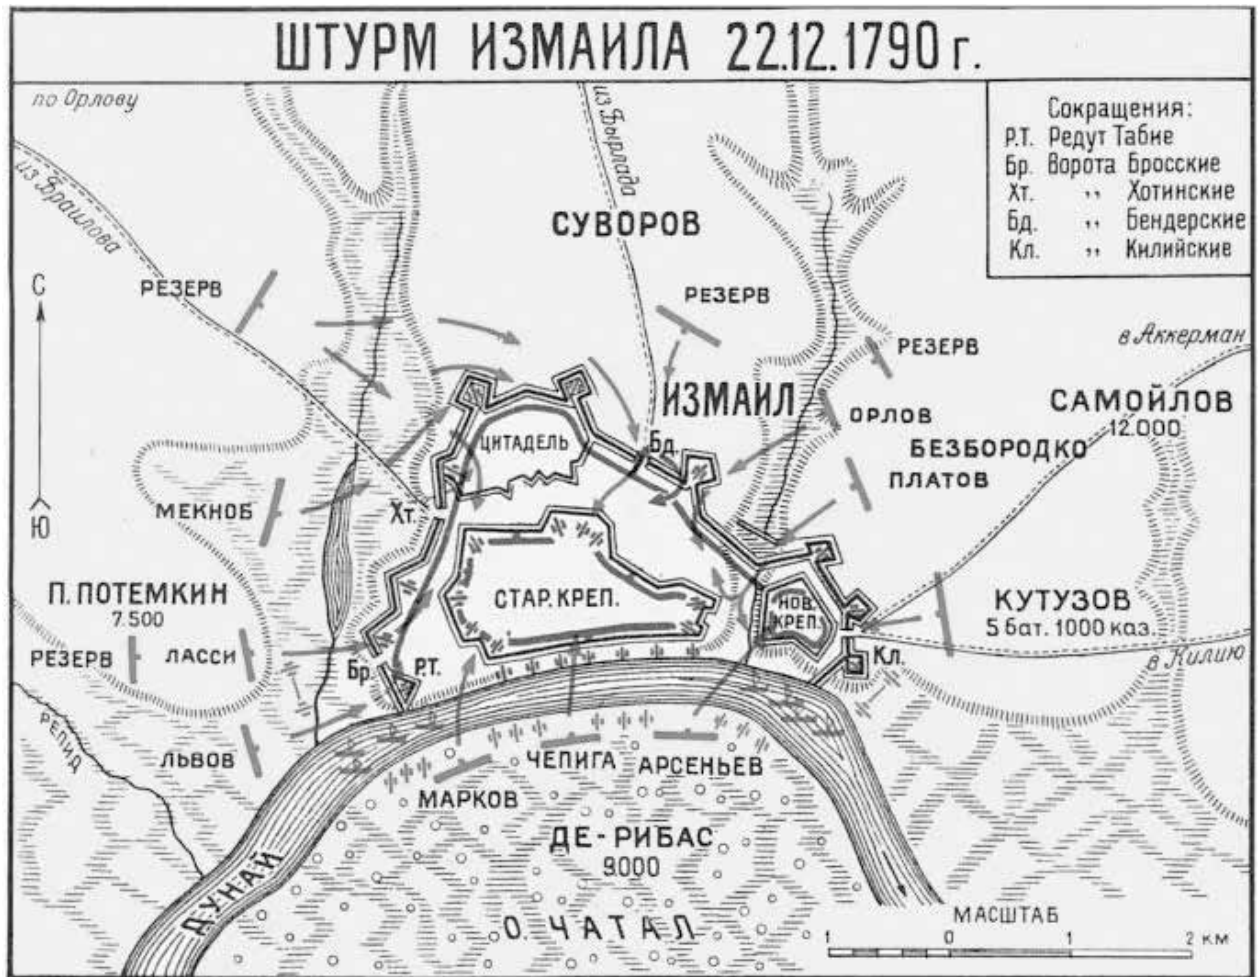 ШТУРМ ИЗМАИЛА 22.12.1790 г.
по Орлову
Сокращения:
Р.Т. Редут Табие
Бр. Ворота Бросские
Хт. ,, Хотинские
Бд. ,, Бендерские
Кл. ,, Килийские
из Браилова
из Бырлада
СУВОРОВ
С
Ю
РЕЗЕРВ
РЕЗЕРВ
РЕЗЕРВ
в Аккерман
ИЗМАИЛ
ОРЛОВ
САМОЙЛОВ
12.000
БЕЗБОРОДКО
ПЛАТОВ
ЦИТАДЕЛЬ
Бд.
МЕКНОБ
Хт.
П. ПОТЕМКИН
7.500
СТАР. КРЕП.
НОВ.
КРЕП.
КУТУЗОВ
5 бат. 1000 каз.
РЕЗЕРВ
ЛАССИ
Бр.
Р.Т.
Кл.
в Килию
РЕПИД
ЛЬВОВ
ЧЕПИГА
АРСЕНЬЕВ
МАРКОВ
ДЕ-РИБАС
9.000
ДУНАЙ
О. ЧАТАЛ
МАСШТАБ
1 0 1 2 км